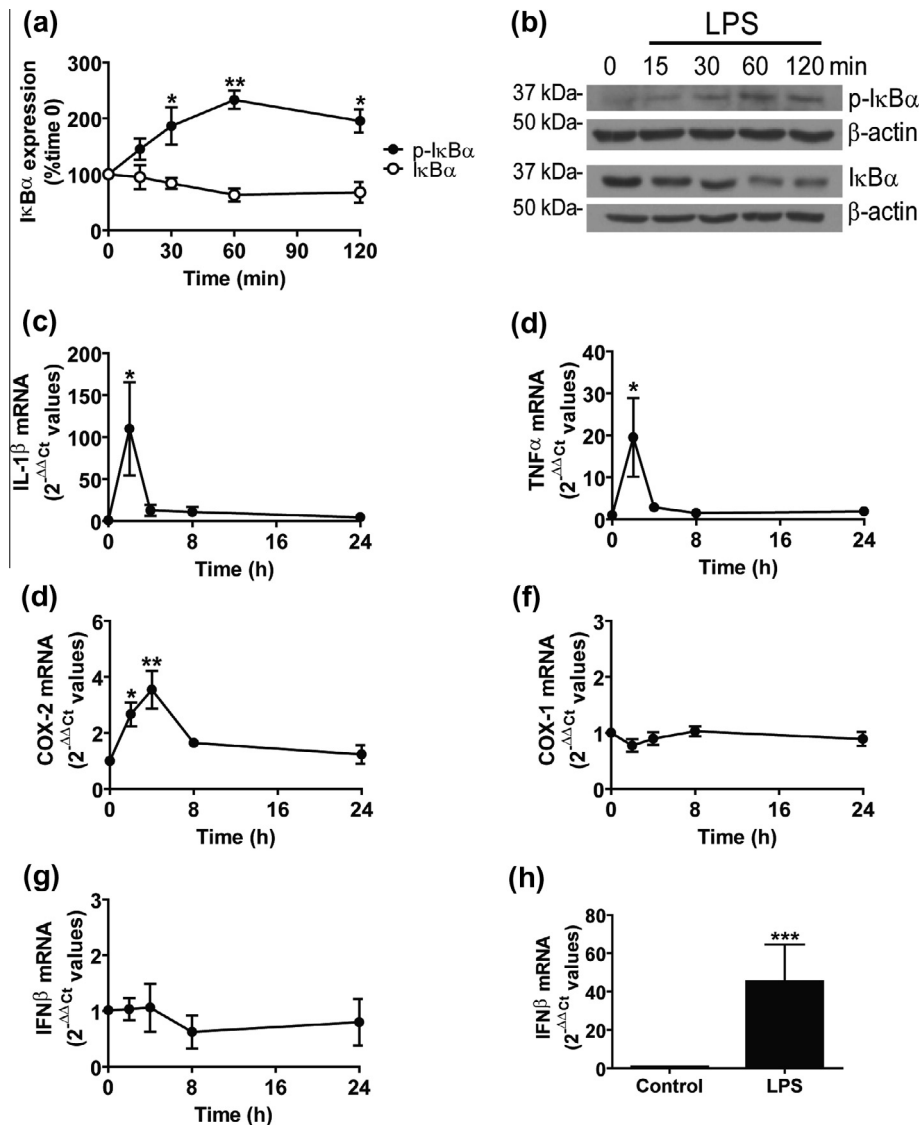 (a)
IκBα expression
(%time 0)
300
200
100
0
*
**
*
0 30 60 90 120
Time (min)
p-IκBα
IκBα
(b)
LPS
0 15 30 60 120 min
37 kDa-
p-IκBα
50 kDa-
β-actin
37 kDa-
IκBα
50 kDa-
β-actin
(c)
IL-1β mRNA
(2-ΔΔCt values)
200
150
100
50
0
*
0 8 16 24
Time (h)
(d)
TNFα mRNA
(2-ΔΔCt values)
40
30
20
10
0
*
0 8 16 24
Time (h)
(d)
COX-2 mRNA
(2-ΔΔCt values)
6
4
2
0
*
**
0 8 16 24
Time (h)
(f)
COX-1 mRNA
(2-ΔΔCt values)
3
2
1
0
0 8 16 24
Time (h)
(g)
IFNβ mRNA
(2-ΔΔCt values)
3
2
1
0
0 8 16 24
Time (h)
(h)
IFNβ mRNA
(2-ΔΔCt values)
80
60
40
20
0
***
Control LPS